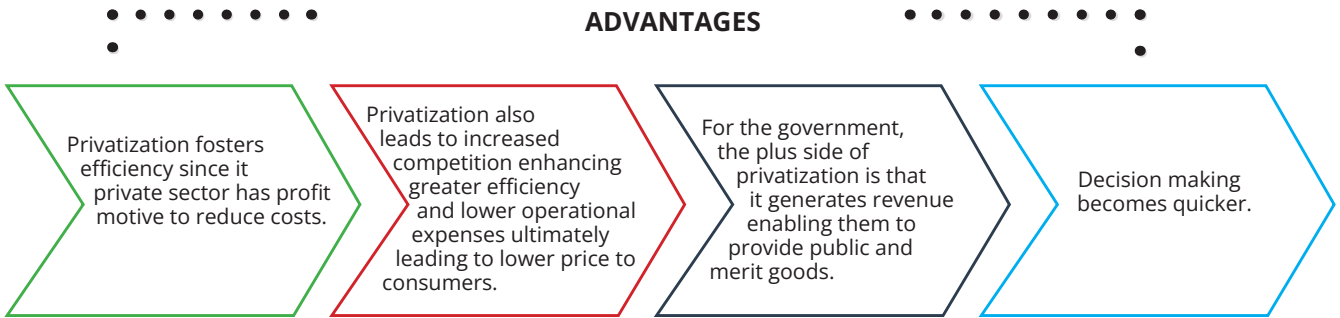 ADVANTAGES
Privatization fosters
efficiency since it
private sector has profit
motive to reduce costs.
Privatization also
leads to increased
competition enhancing
greater efficiency
and lower operational
expenses ultimately
leading to lower price to
consumers.
For the government,
the plus side of
privatization is that
it generates revenue
enabling them to
provide public and
merit goods.
Decision making
becomes quicker.